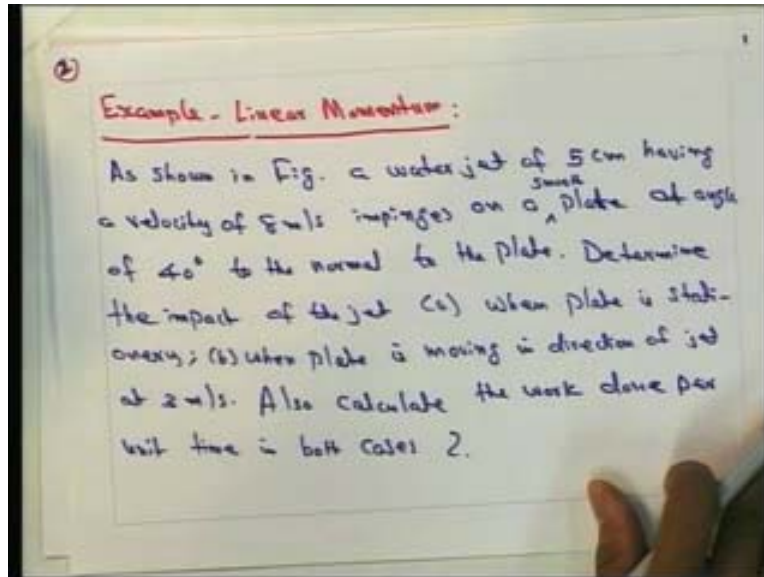 ②
Example - Linear Momentum :
As shown in Fig. a water jet of 5 cm having
a velocity of 8 m/s impinges on a smooth plate at angle
of 40° to the normal to the plate. Determine
the impact of the jet (a) when plate is stati-
onary; (b) when plate is moving in direction of jet
at 2 m/s. Also calculate the work done per
unit time in both cases ?.